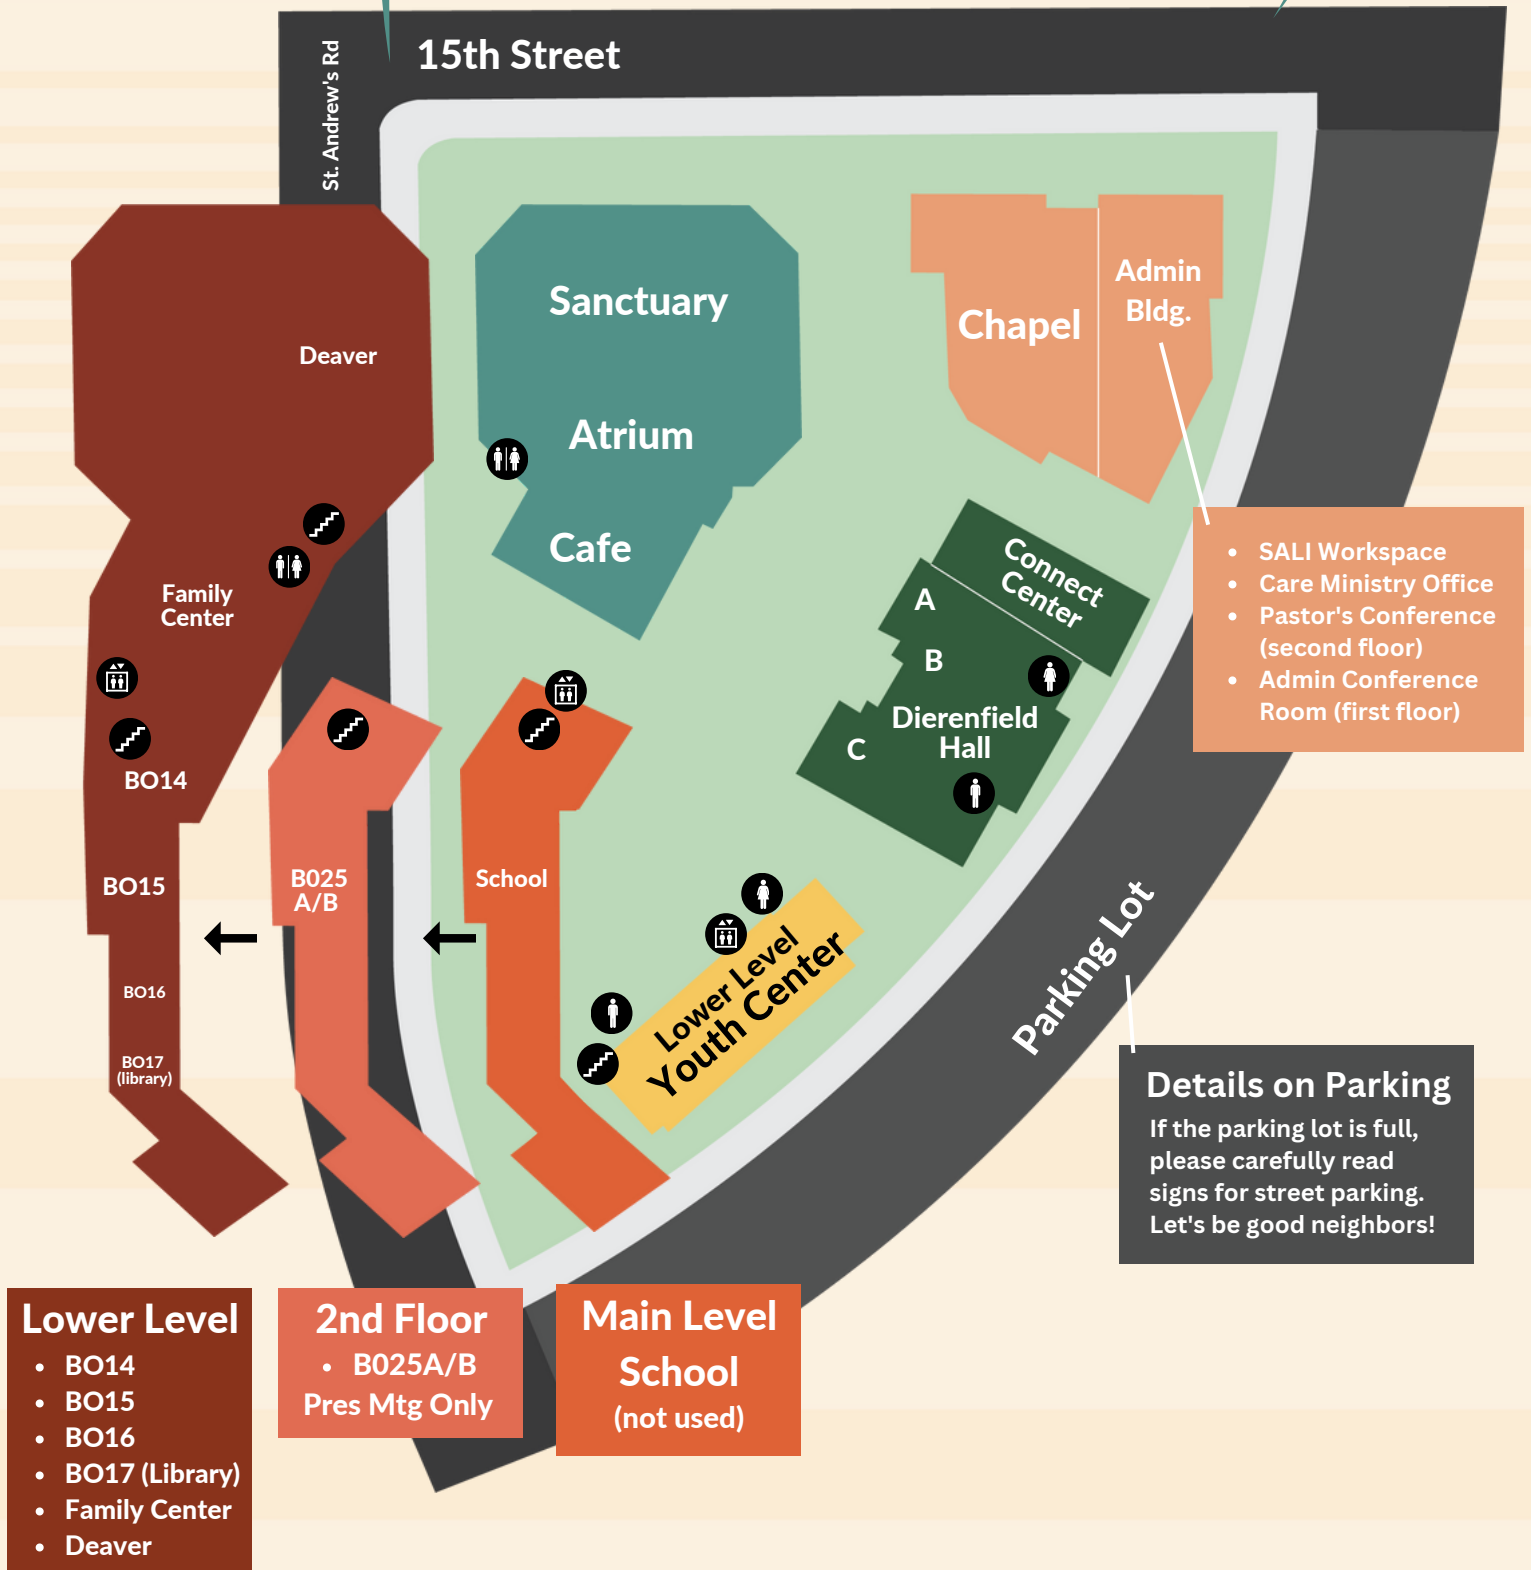 15th Street
St. Andrew's Rd
Sanctuary
Atrium
Cafe
Chapel
Admin
Bldg.
Deaver
Family
Center
BO14
BO15
BO16
BO17
(library)
B025
A/B
School
Connect
Center
A
B
C
Dierenfield
Hall
Lower Level
Youth Center
Parking Lot
• SALI Workspace
• Care Ministry Office
• Pastor's Conference
(second floor)
• Admin Conference
Room (first floor)
Details on Parking
If the parking lot is full,
please carefully read
signs for street parking.
Let's be good neighbors!
Lower Level
• BO14
• BO15
• BO16
• BO17 (Library)
• Family Center
• Deaver
2nd Floor
• B025A/B
Pres Mtg Only
Main Level
School
(not used)